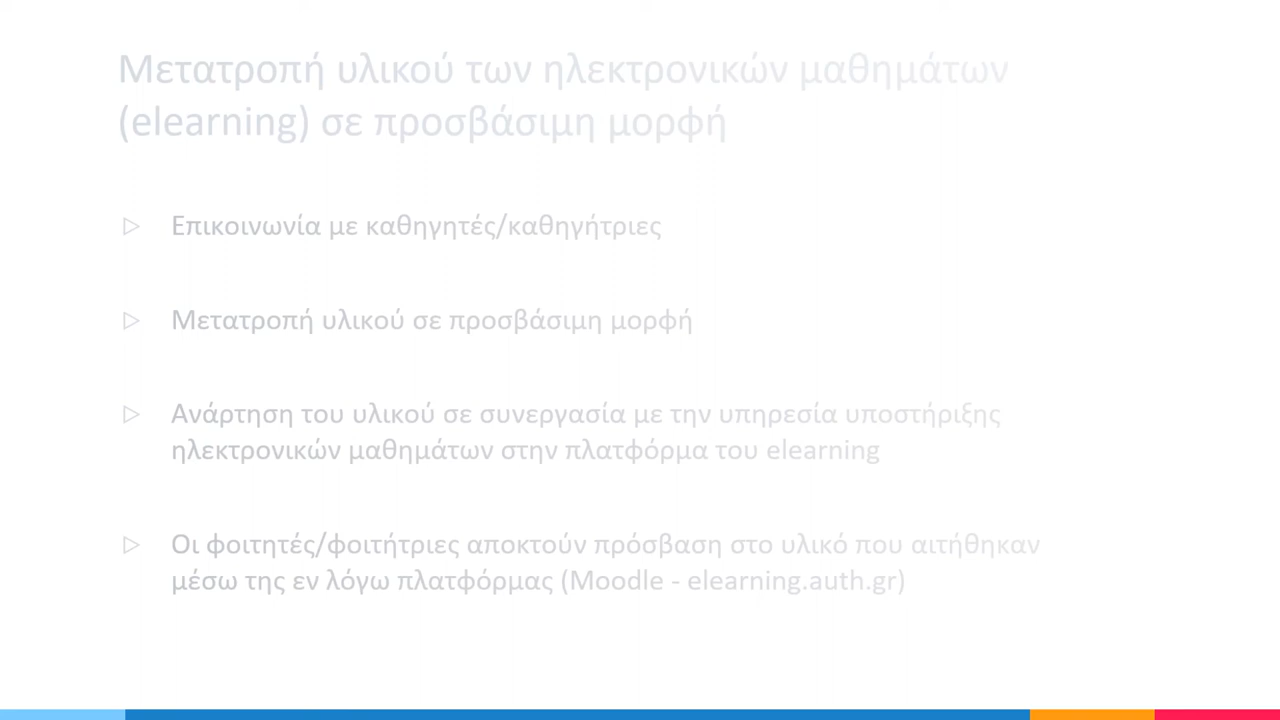 Μετατροπή υλικού των ηλεκτρονικών μαθημάτων
(elearning) σε προσβάσιμη μορφή
▷ Επικοινωνία με καθηγητές/καθηγήτριες
▷ Μετατροπή υλικού σε προσβάσιμη μορφή
▷ Ανάρτηση του υλικού σε συνεργασία με την υπηρεσία υποστήριξης
ηλεκτρονικών μαθημάτων στην πλατφόρμα του elearning
▷ Οι φοιτητές/φοιτήτριες αποκτούν πρόσβαση στο υλικό που αιτήθηκαν
μέσω της εν λόγω πλατφόρμας (Moodle - elearning.auth.gr)